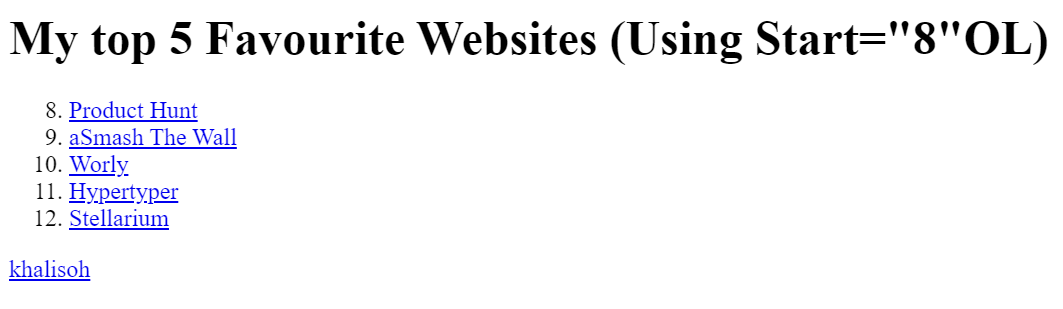 My top 5 Favourite Websites (Using Start="8"OL)
8. Product Hunt
9. aSmash The Wall
10. Worly
11. Hypertyper
12. Stellarium
khalisoh